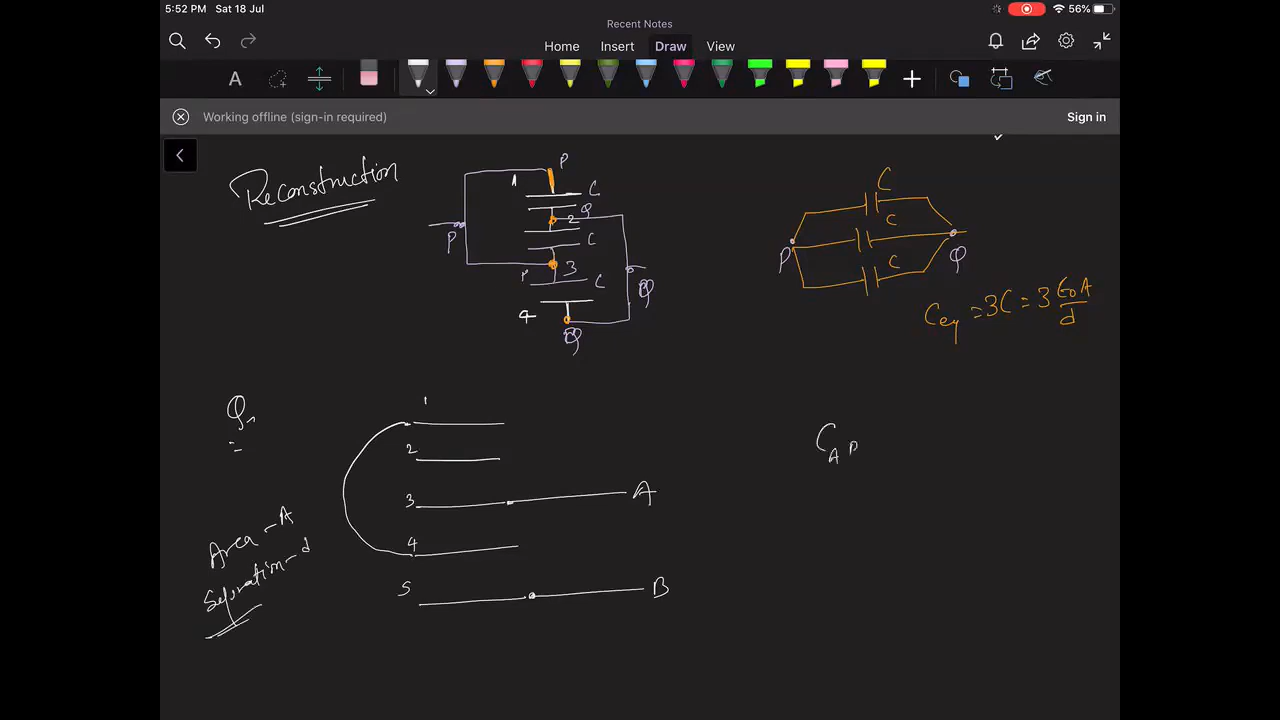 5:52 PM Sat 18 Jul
56%
Recent Notes
Home Insert Draw View
A
Working offline (sign-in required)
Sign in
Reconstruction
P
1
C
Q
2
P
C
P
3
C
Q
4
Q
C
C
P
Q
C
Ceq = 3C = 3 ε0A/d
Q.
1
2
3
A
4
5
B
Area - A
Separation - d
C A